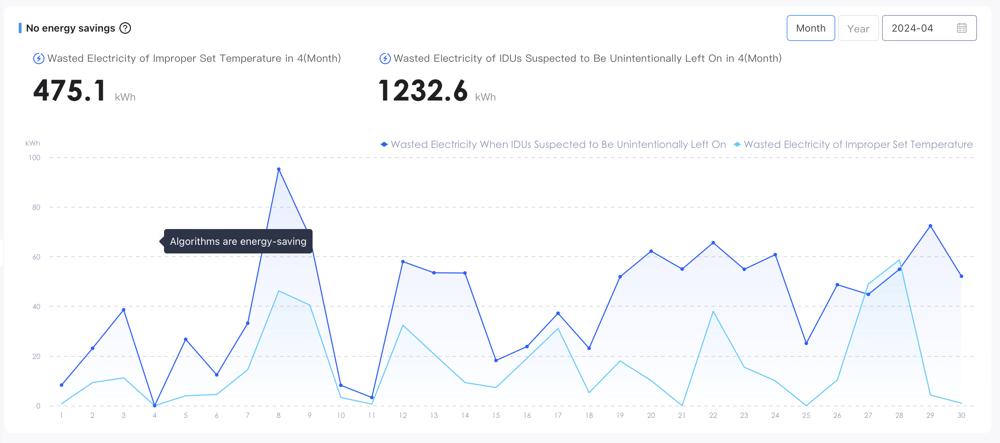 No energy savings ?
Month Year 2024-04
Wasted Electricity of Improper Set Temperature in 4(Month)
475.1 kWh
Wasted Electricity of IDUs Suspected to Be Unintentionally Left On in 4(Month)
1232.6 kWh
kWh
Wasted Electricity When IDUs Suspected to Be Unintentionally Left On Wasted Electricity of Improper Set Temperature
100
80
Algorithms are energy-saving
60
40
20
0
1 2 3 4 5 6 7 8 9 10 11 12 13 14 15 16 17 18 19 20 21 22 23 24 25 26 27 28 29 30